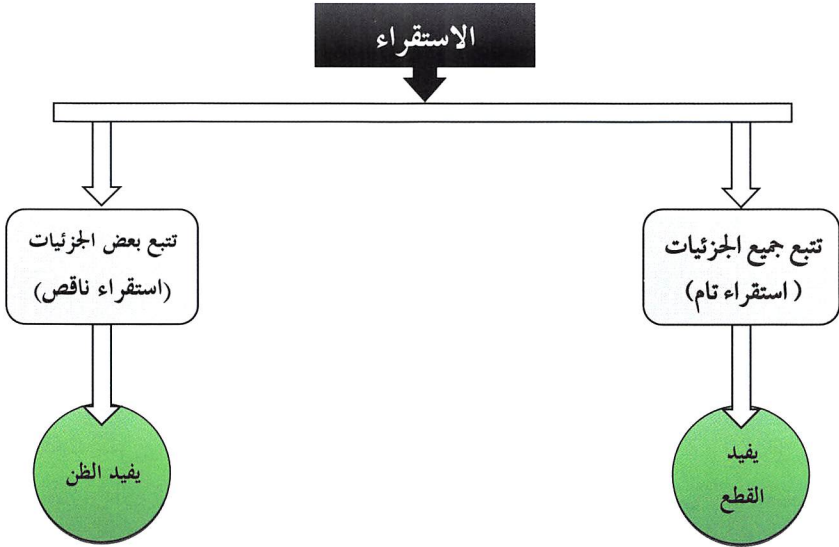 الاستقراء
تتبع جميع الجزئيات
(استقراء تام)
تتبع بعض الجزئيات
(استقراء ناقص)
يفيد
القطع
يفيد الظن